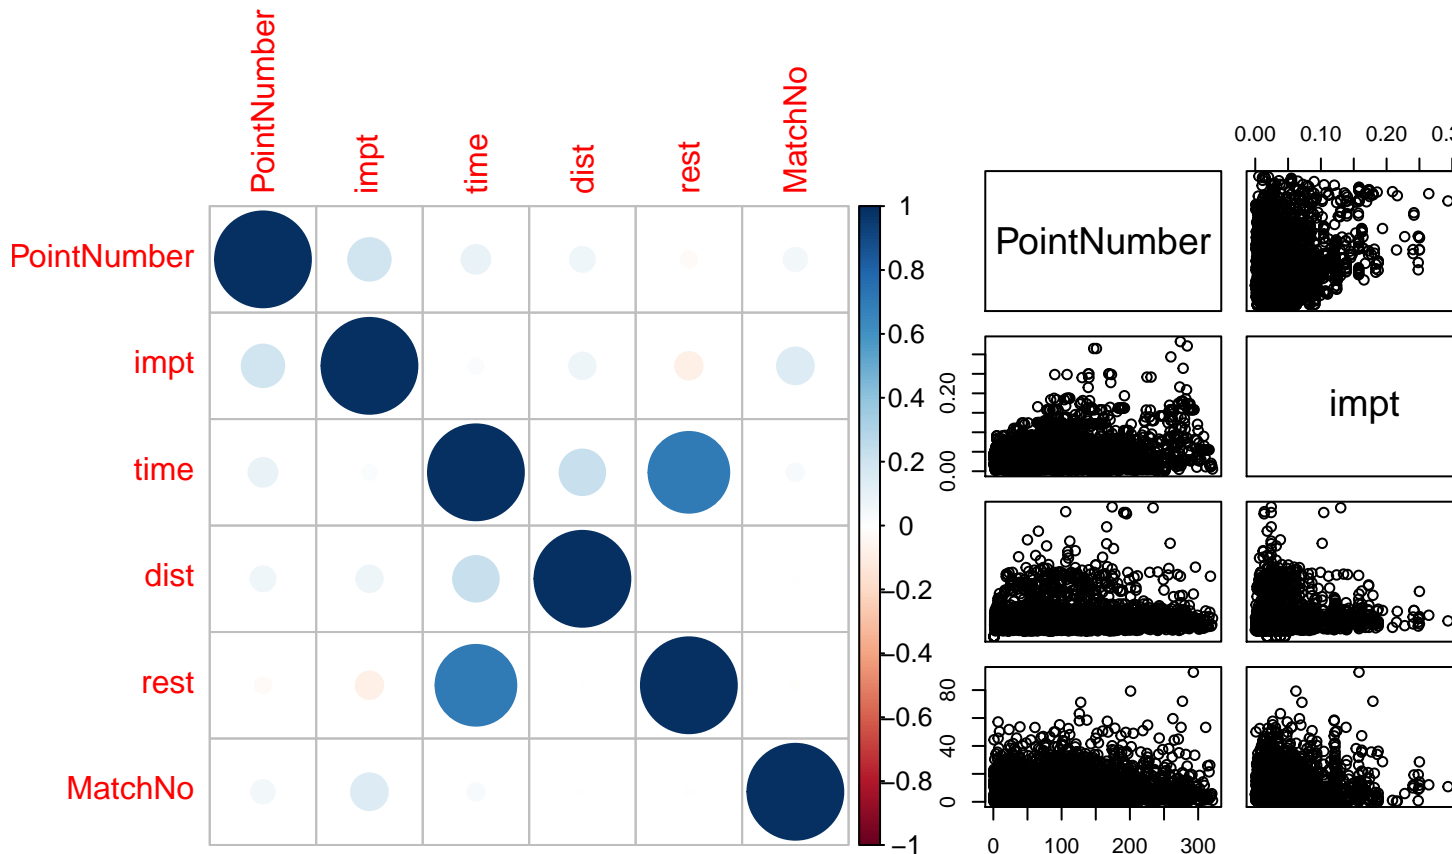 PointNumber
impt
time
dist
rest
MatchNo
PointNumber
impt
time
dist
rest
MatchNo
1
0.8
0.6
0.4
0.2
0
−0.2
−0.4
−0.6
−0.8
−1
0.00 0.10 0.20
PointNumber
impt
0.20
0.00
80
40
0
0 100 200 300